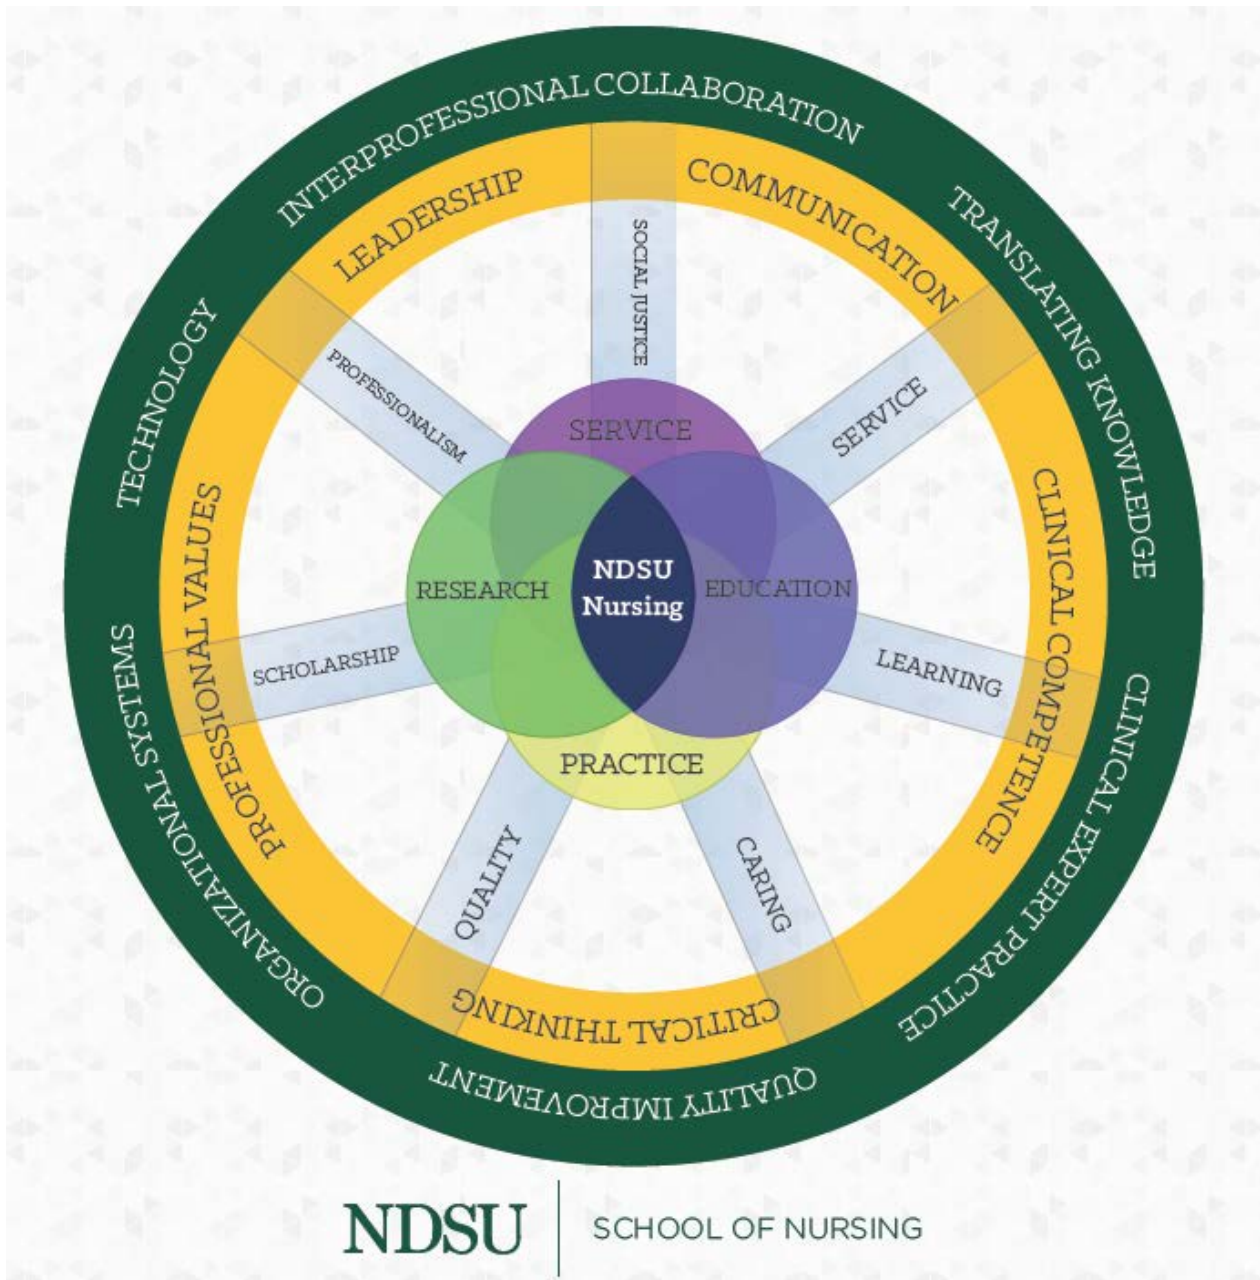 INTERPROFESSIONAL COLLABORATION
TRANSLATING KNOWLEDGE
CLINICAL EXPERT PRACTICE
QUALITY IMPROVEMENT
ORGANIZATIONAL SYSTEMS
TECHNOLOGY
LEADERSHIP
COMMUNICATION
CLINICAL COMPETENCE
CRITICAL THINKING
PROFESSIONAL VALUES
SOCIAL JUSTICE
SERVICE
LEARNING
CARING
QUALITY
SCHOLARSHIP
PROFESSIONALISM
SERVICE
RESEARCH
NDSU
Nursing
EDUCATION
PRACTICE
NDSU
SCHOOL OF NURSING